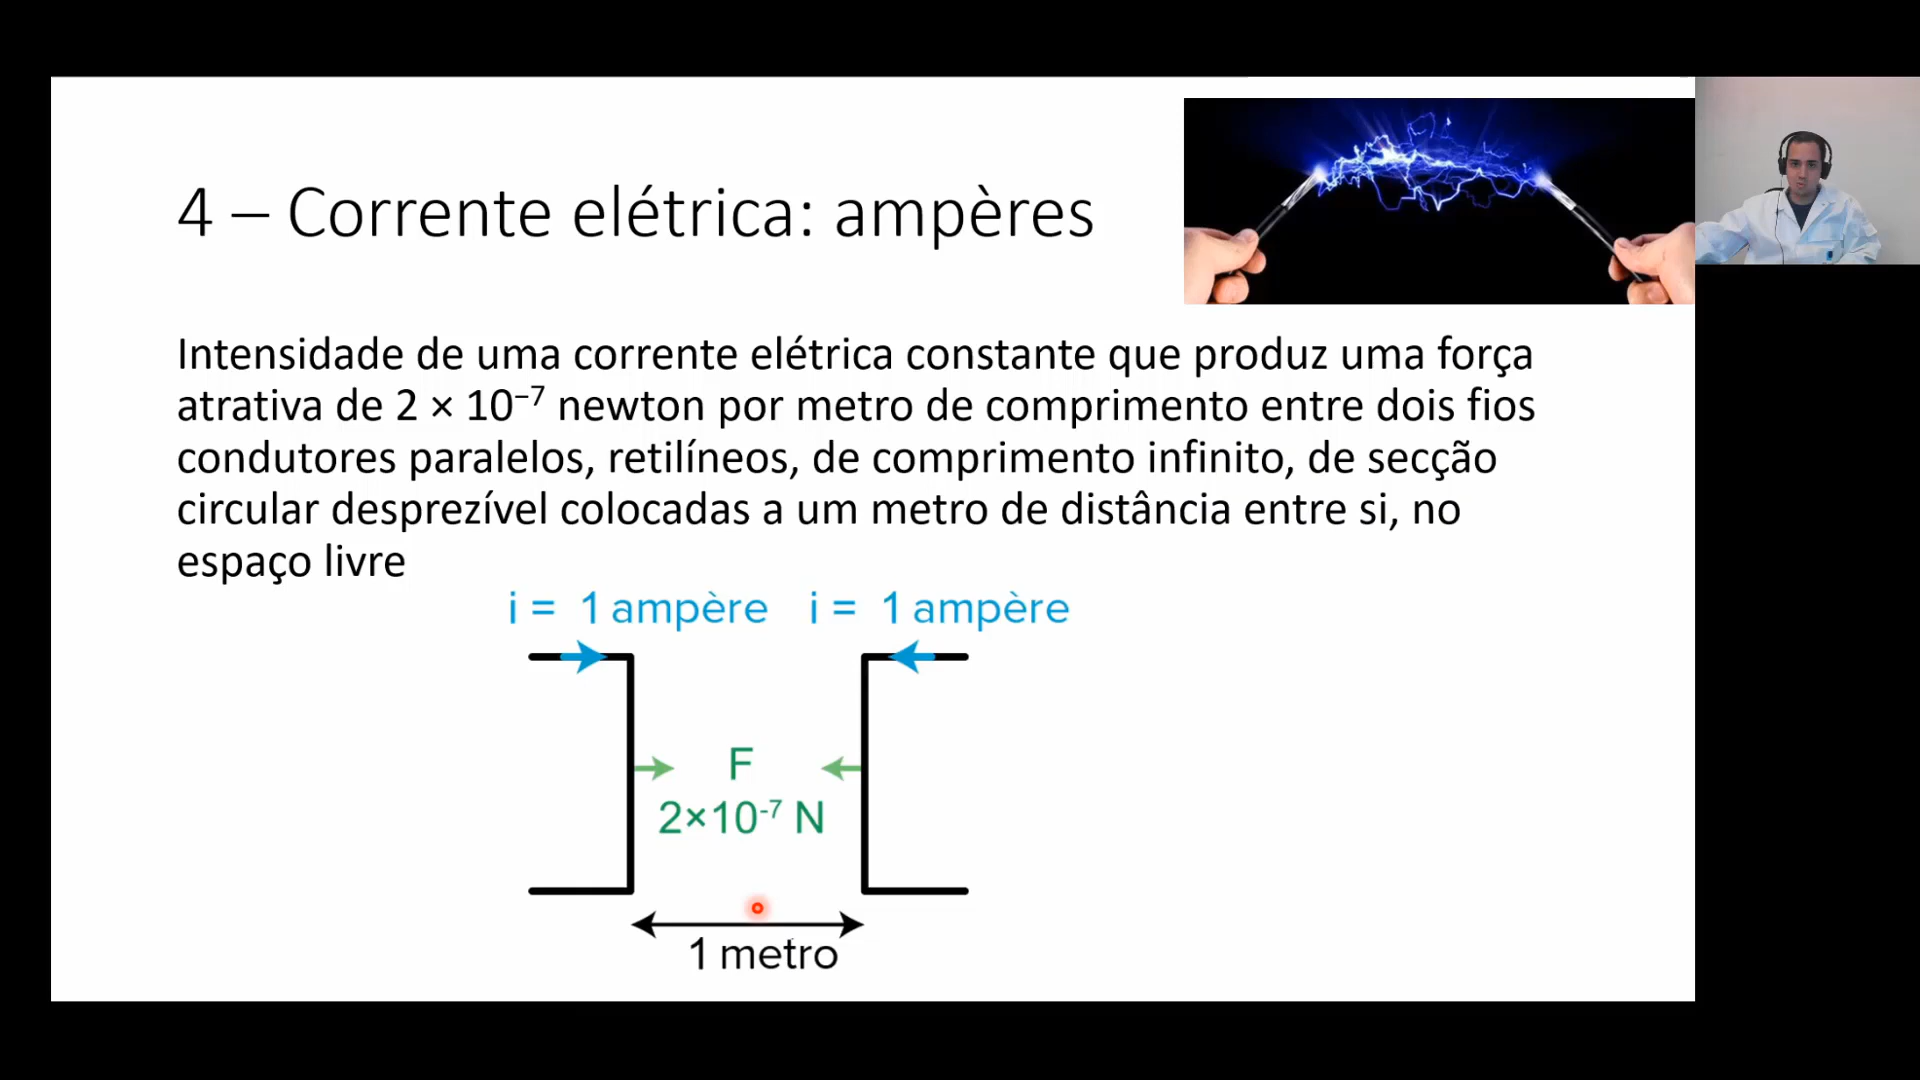 4 – Corrente elétrica: ampères
Intensidade de uma corrente elétrica constante que produz uma força
atrativa de 2 × 10⁻⁷ newton por metro de comprimento entre dois fios
condutores paralelos, retilíneos, de comprimento infinito, de secção
circular desprezível colocadas a um metro de distância entre si, no
espaço livre
i = 1 ampère i = 1 ampère
F
2×10⁻⁷ N
1 metro